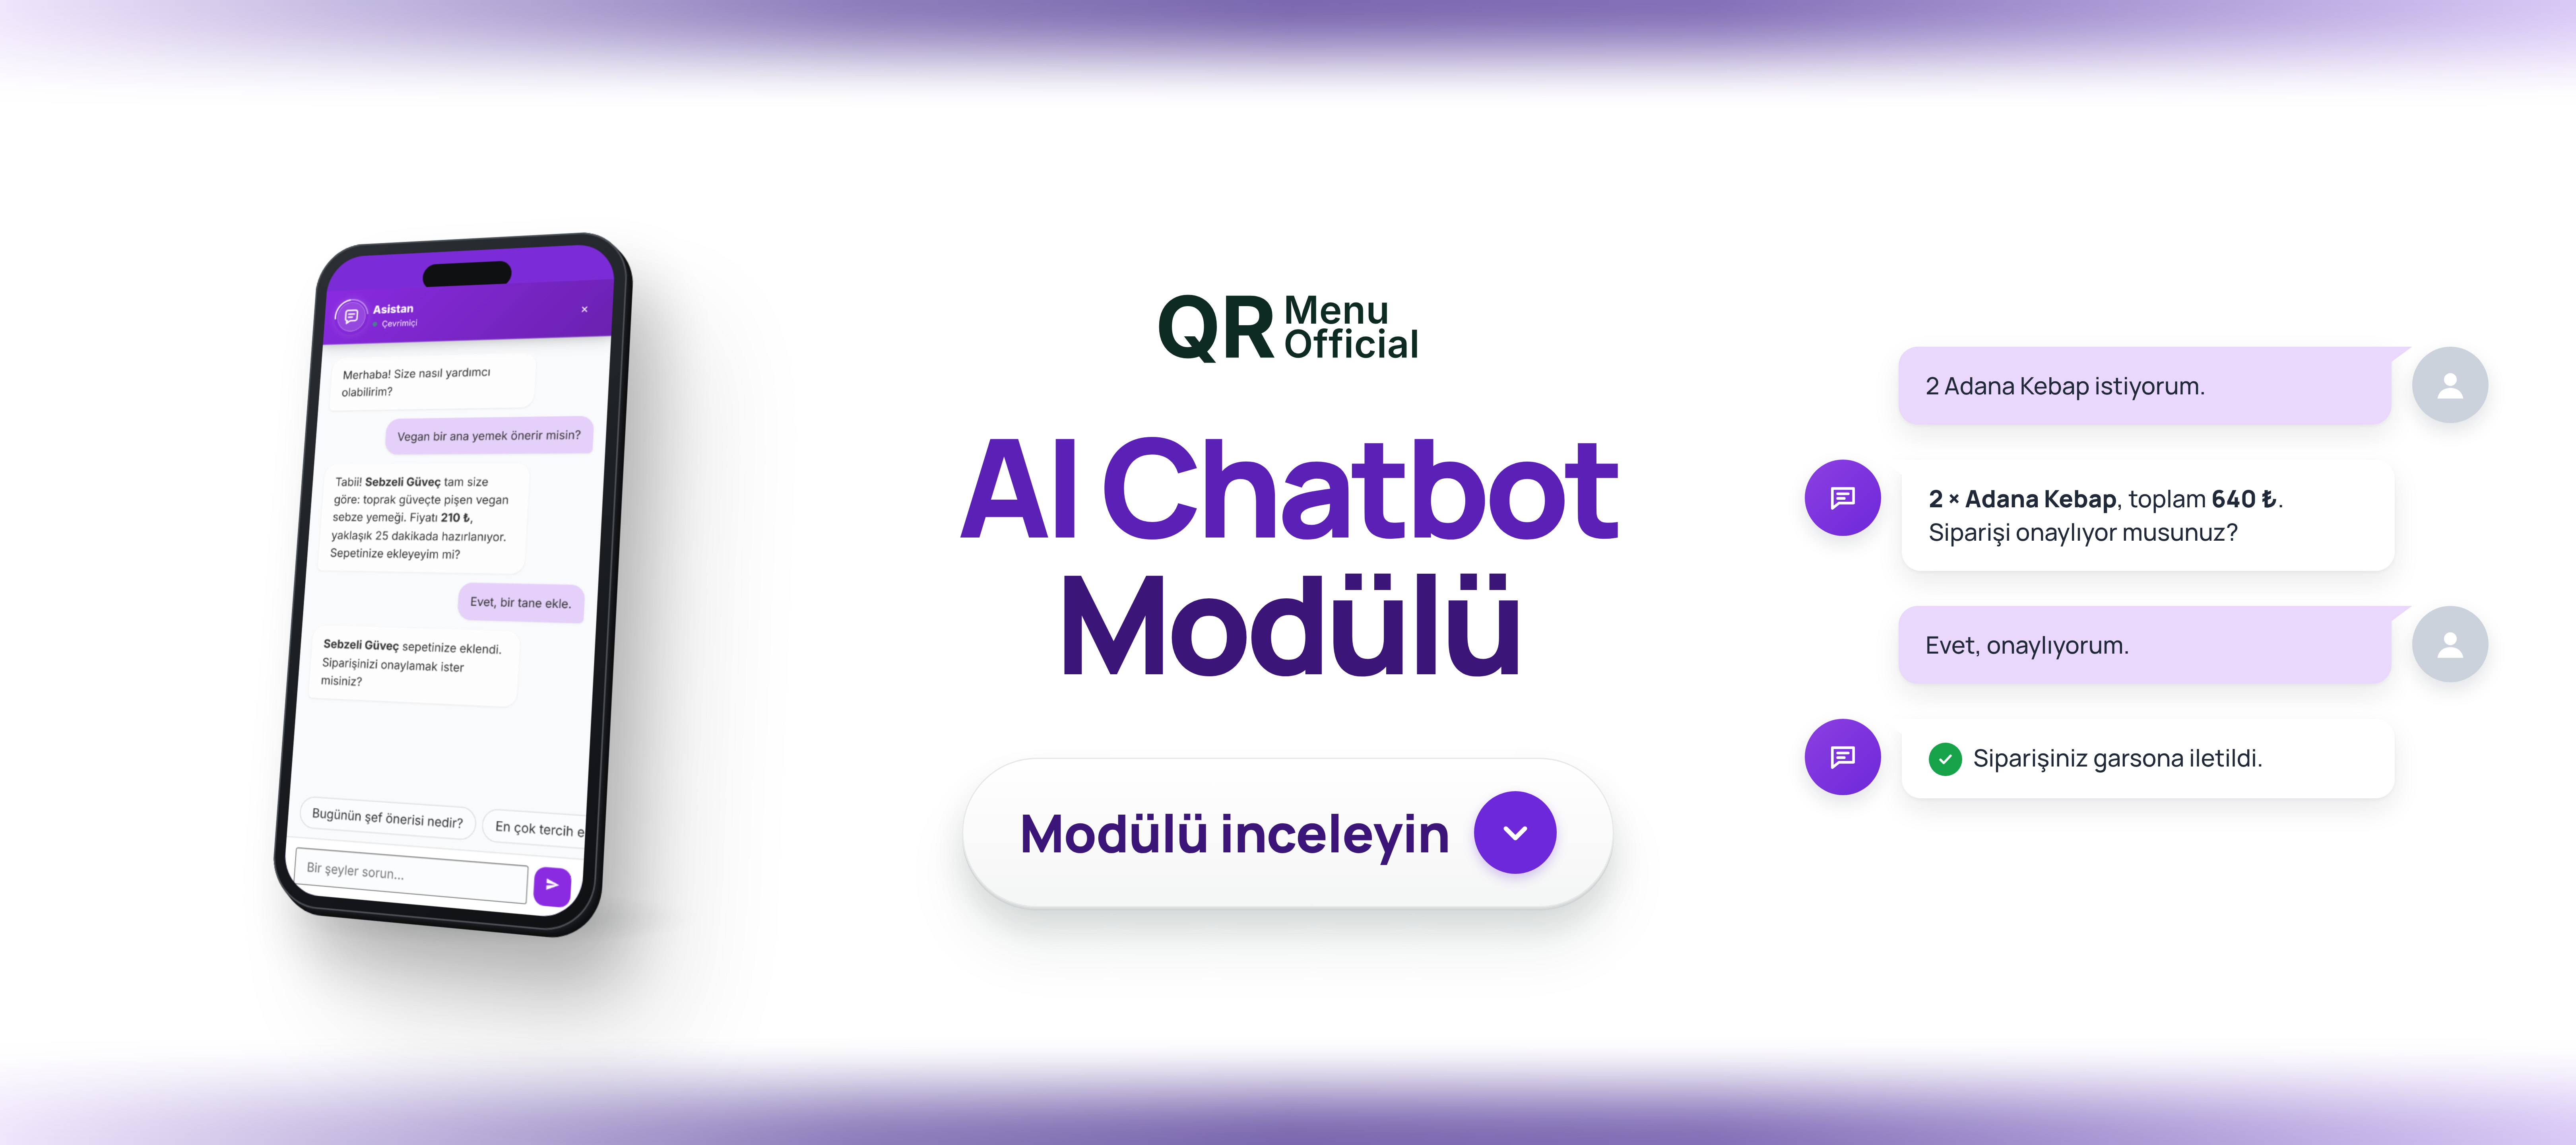 Asistan
Çevrimiçi
×
Merhaba! Size nasıl yardımcı
olabilirim?
Vegan bir ana yemek önerir misin?
Tabii! Sebzeli Güveç tam size
göre: toprak güveçte pişen vegan
sebze yemeği. Fiyatı 210 ₺,
yaklaşık 25 dakikada hazırlanıyor.
Sepetinize ekleyeyim mi?
Evet, bir tane ekle.
Sebzeli Güveç sepetinize eklendi.
Siparişinizi onaylamak ister
misiniz?
Bugünün şef önerisi nedir?
En çok tercih e
Bir şeyler sorun...
QR Menu
Official
AI Chatbot
Modülü
Modülü inceleyin
2 Adana Kebap istiyorum.
2 × Adana Kebap, toplam 640 ₺.
Siparişi onaylıyor musunuz?
Evet, onaylıyorum.
Siparişiniz garsona iletildi.